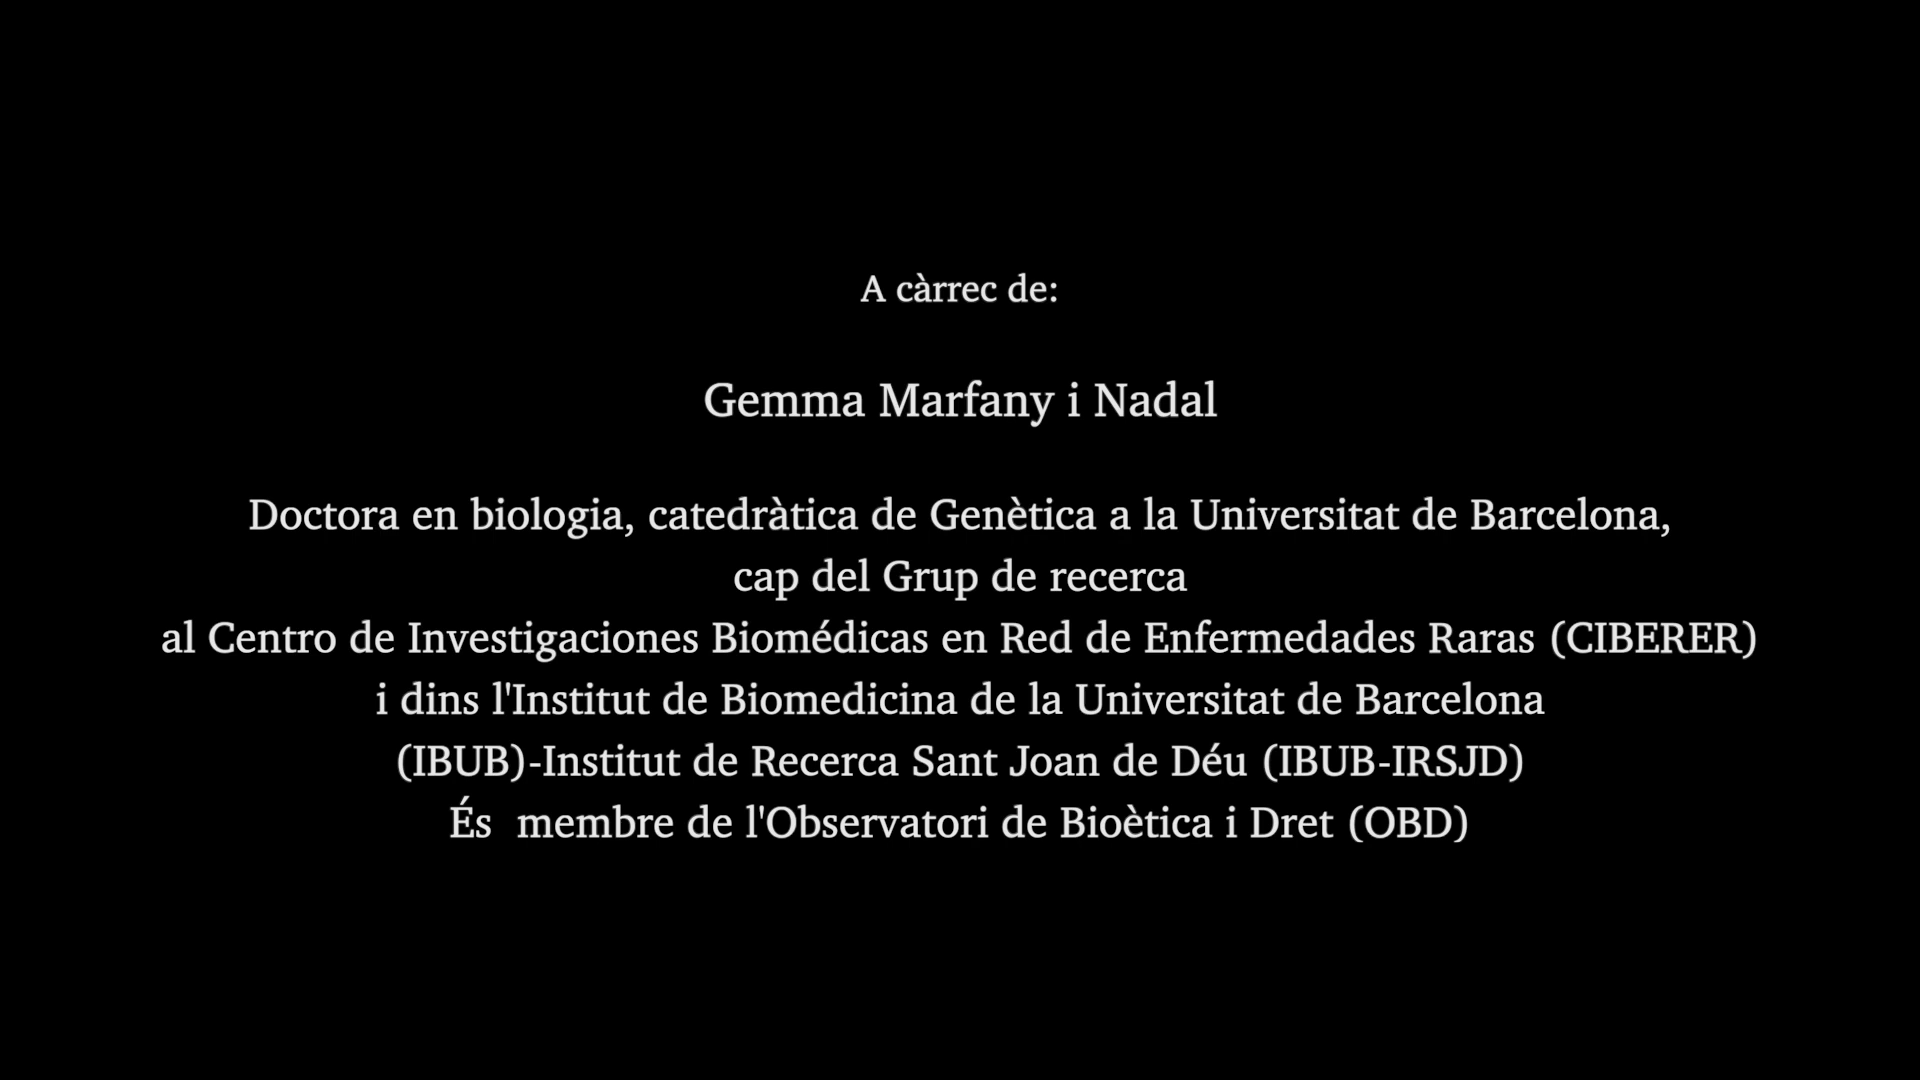 A càrrec de:
Gemma Marfany i Nadal
Doctora en biologia, catedràtica de Genètica a la Universitat de Barcelona,
cap del Grup de recerca
al Centro de Investigaciones Biomédicas en Red de Enfermedades Raras (CIBERER)
i dins l'Institut de Biomedicina de la Universitat de Barcelona
(IBUB)-Institut de Recerca Sant Joan de Déu (IBUB-IRSJD)
És  membre de l'Observatori de Bioètica i Dret (OBD)